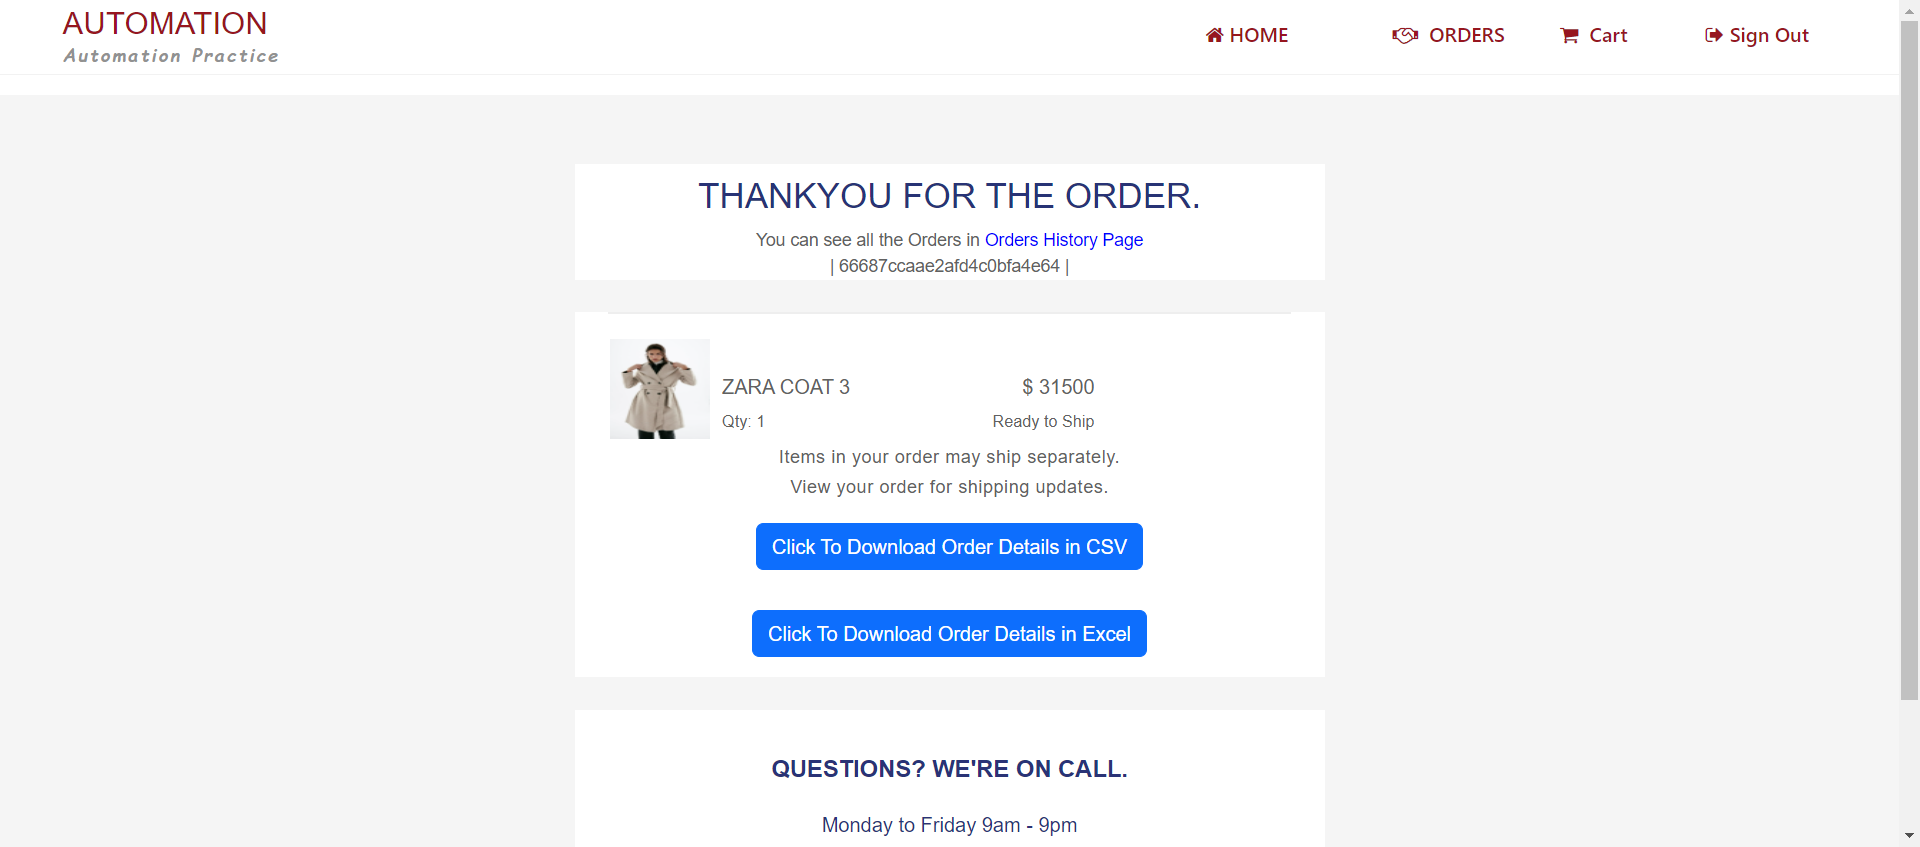 AUTOMATION
Automation Practice
HOME
ORDERS
Cart
Sign Out
THANKYOU FOR THE ORDER.
You can see all the Orders in Orders History Page
| 66687ccaae2afd4c0bfa4e64 |
ZARA COAT 3
$ 31500
Qty: 1
Ready to Ship
Items in your order may ship separately.
View your order for shipping updates.
Click To Download Order Details in CSV
Click To Download Order Details in Excel
QUESTIONS? WE'RE ON CALL.
Monday to Friday 9am - 9pm